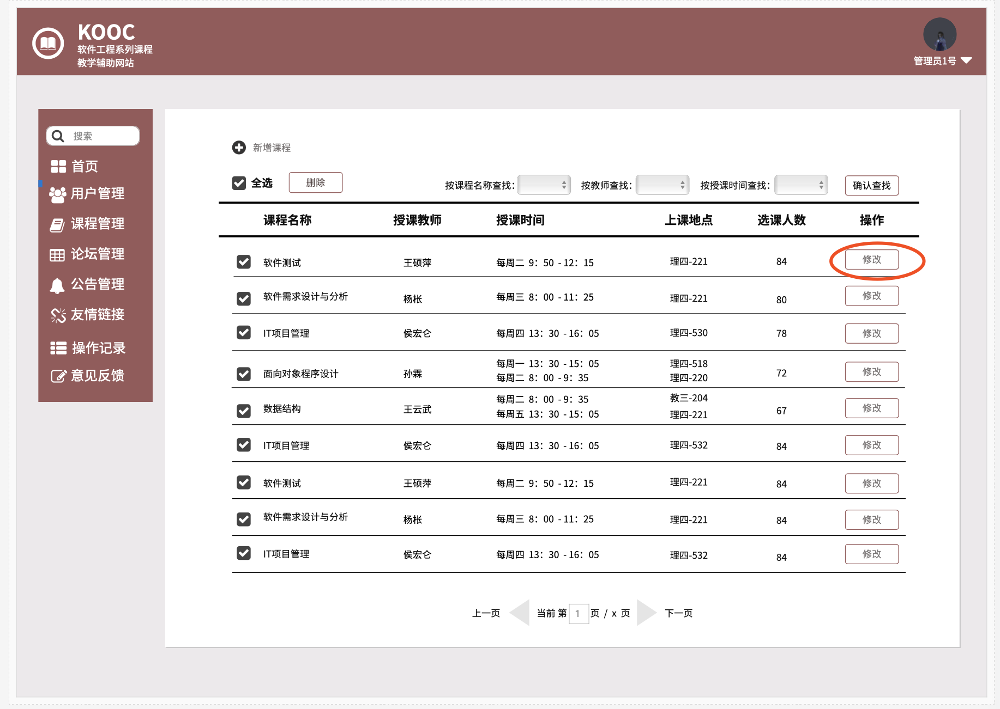 KOOC
软件工程系列课程
教学辅助网站
管理员1号
搜索
首页
用户管理
课程管理
论坛管理
公告管理
友情链接
操作记录
意见反馈
新增课程
全选 删除 按课程名称查找： 按教师查找： 按授课时间查找： 确认查找
课程名称 授课教师 授课时间 上课地点 选课人数 操作
软件测试 王硕萍 每周二 9：50 -12：15 理四-221 84 修改
软件需求设计与分析 杨枨 每周三 8：00 -11：25 理四-221 80 修改
IT项目管理 侯宏仑 每周四 13：30 -16：05 理四-530 78 修改
面向对象程序设计 孙霖 每周一 13：30 -15：05 理四-518 72 修改
每周二 8：00 -9：35 理四-220
数据结构 王云武 每周二 8：00 -9：35 教三-204 67 修改
每周五 13：30 -15：05 理四-221
IT项目管理 侯宏仑 每周四 13：30 -16：05 理四-532 84 修改
软件测试 王硕萍 每周二 9：50 -12：15 理四-221 84 修改
软件需求设计与分析 杨枨 每周三 8：00 -11：25 理四-221 84 修改
IT项目管理 侯宏仑 每周四 13：30 -16：05 理四-532 84 修改
上一页 当前 第 1 页 / x 页 下一页